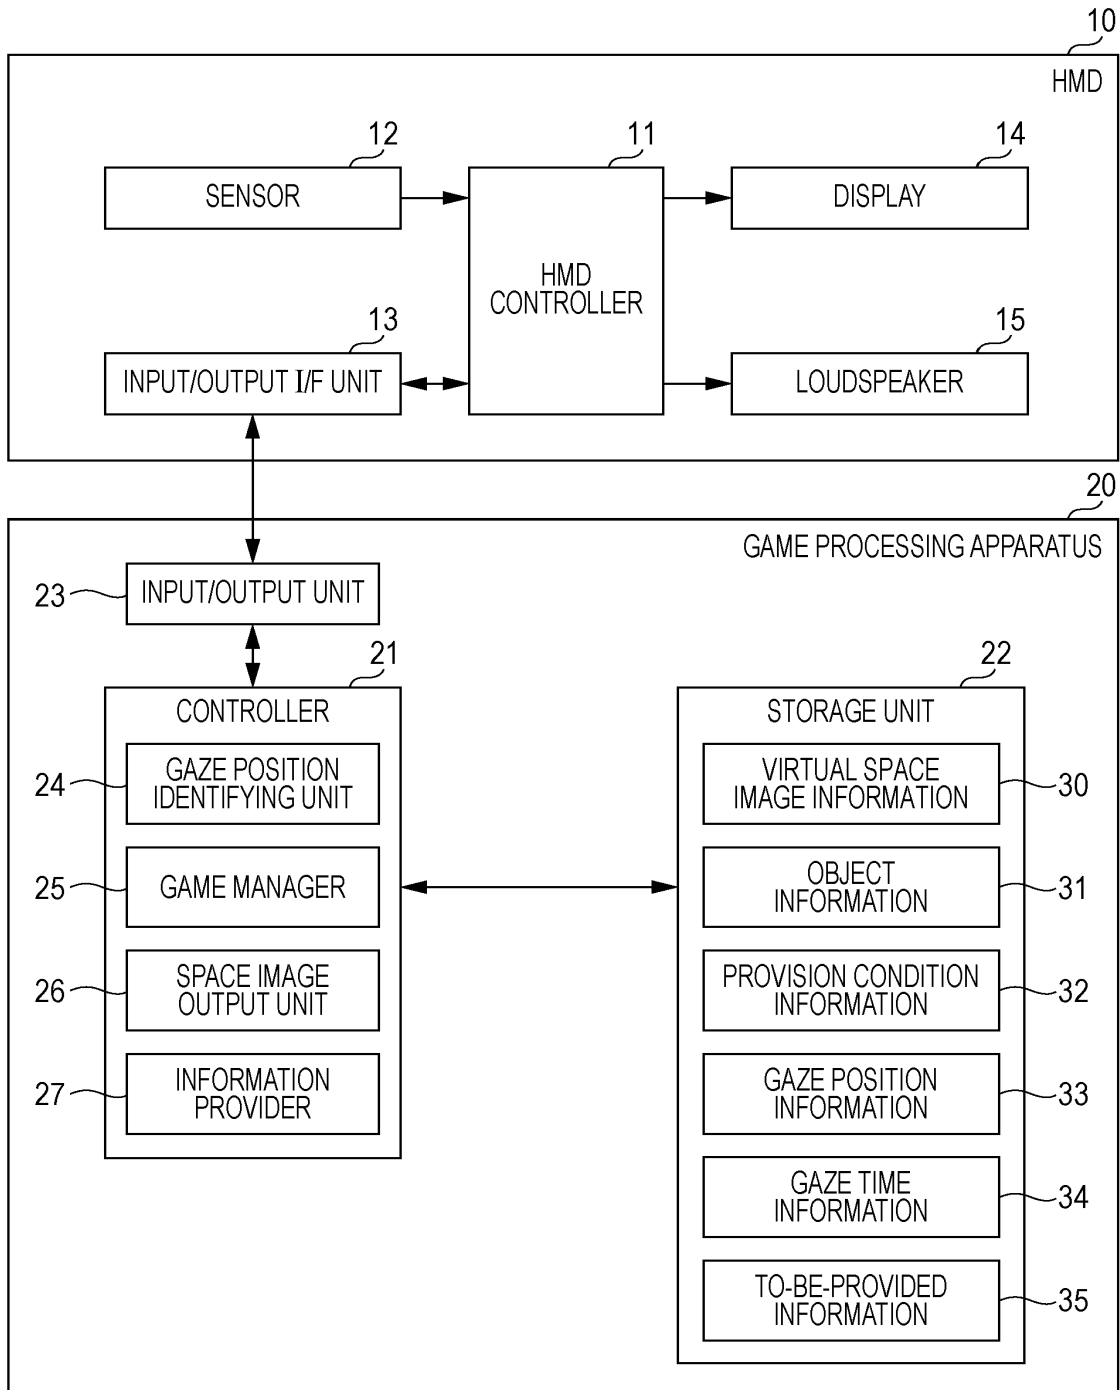 10
HMD
12
11
14
SENSOR
HMD
CONTROLLER
DISPLAY
13
15
INPUT/OUTPUT I/F UNIT
LOUDSPEAKER
20
GAME PROCESSING APPARATUS
23
INPUT/OUTPUT UNIT
21
22
CONTROLLER
STORAGE UNIT
24
GAZE POSITION
IDENTIFYING UNIT
VIRTUAL SPACE
IMAGE INFORMATION
30
25
GAME MANAGER
OBJECT
INFORMATION
31
26
SPACE IMAGE
OUTPUT UNIT
PROVISION CONDITION
INFORMATION
32
27
INFORMATION
PROVIDER
GAZE POSITION
INFORMATION
33
GAZE TIME
INFORMATION
34
TO-BE-PROVIDED
INFORMATION
35